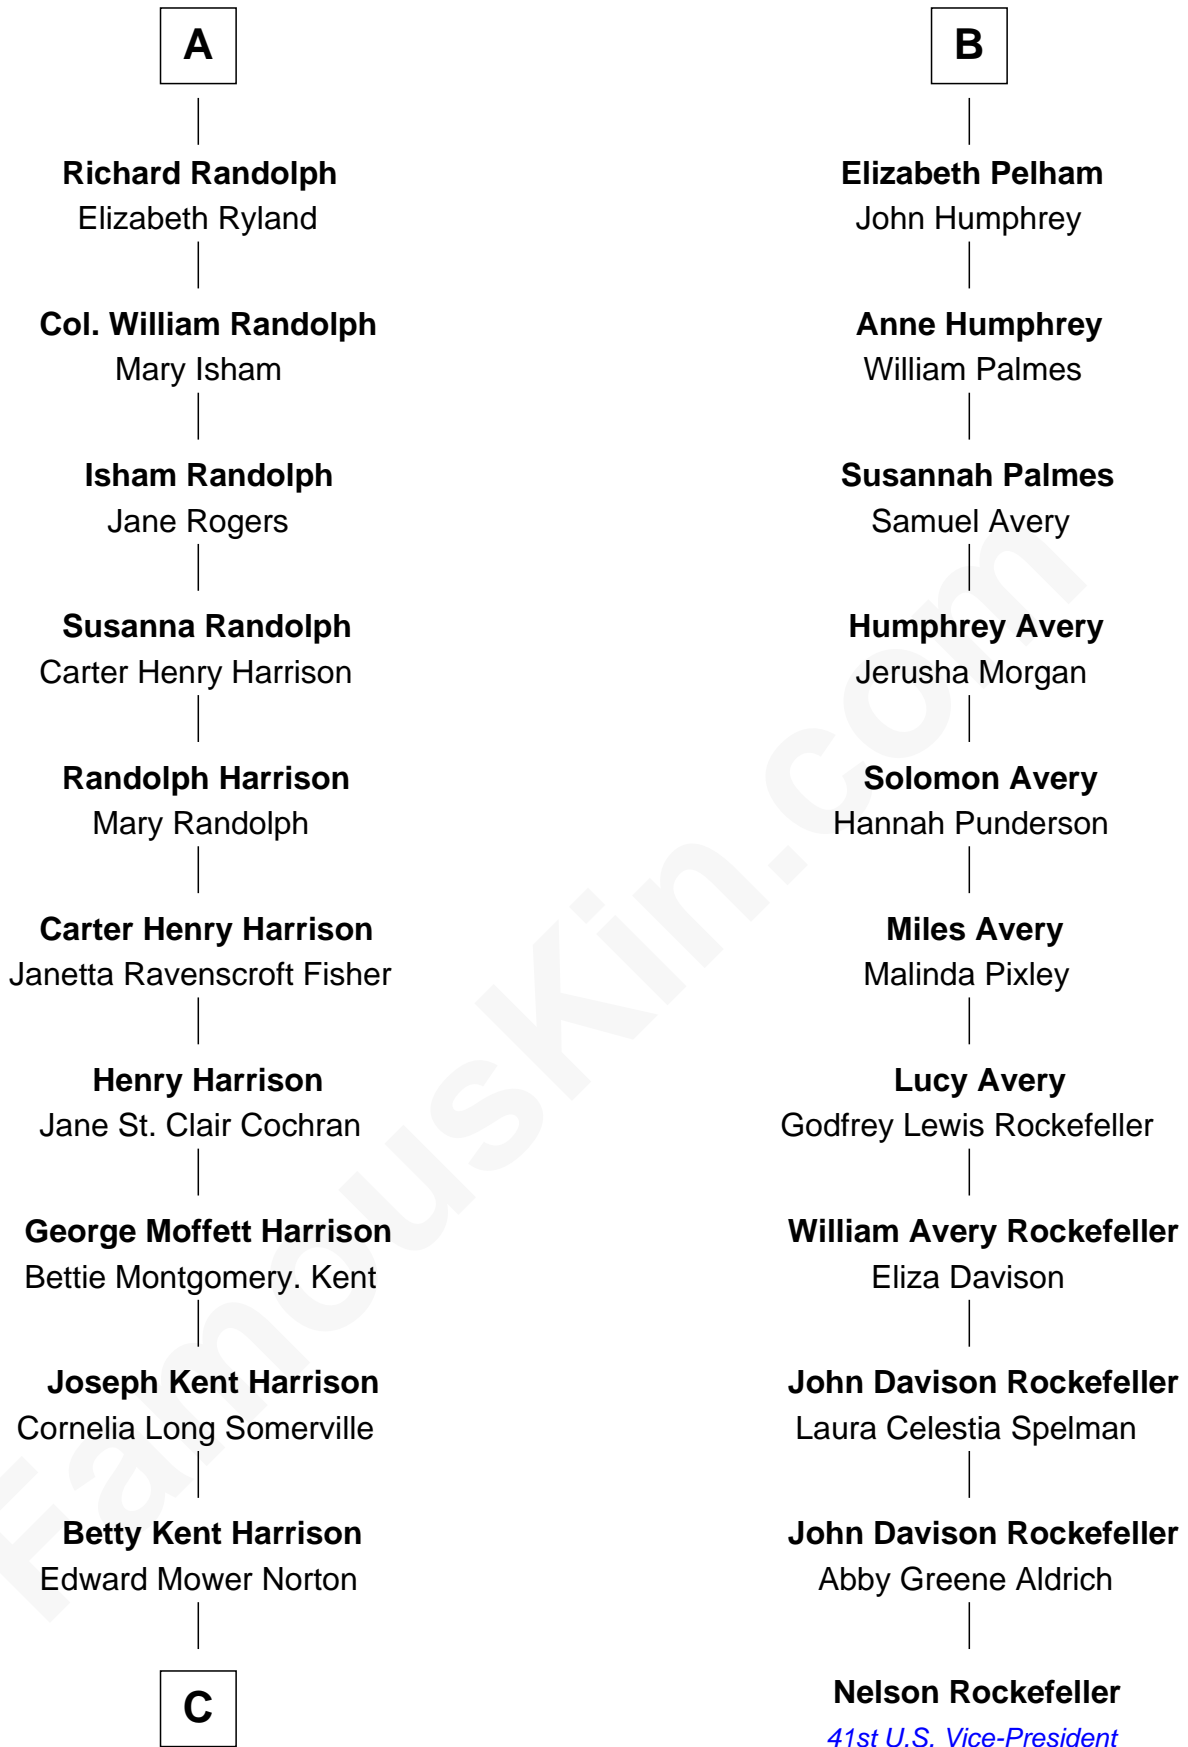 A
Richard Randolph
Elizabeth Ryland
Col. William Randolph
Mary Isham
Isham Randolph
Jane Rogers
Susanna Randolph
Carter Henry Harrison
Randolph Harrison
Mary Randolph
Carter Henry Harrison
Janetta Ravenscroft Fisher
Henry Harrison
Jane St. Clair Cochran
George Moffett Harrison
Bettie Montgomery. Kent
Joseph Kent Harrison
Cornelia Long Somerville
Betty Kent Harrison
Edward Mower Norton
C
B
Elizabeth Pelham
John Humphrey
Anne Humphrey
William Palmes
Susannah Palmes
Samuel Avery
Humphrey Avery
Jerusha Morgan
Solomon Avery
Hannah Punderson
Miles Avery
Malinda Pixley
Lucy Avery
Godfrey Lewis Rockefeller
William Avery Rockefeller
Eliza Davison
John Davison Rockefeller
Laura Celestia Spelman
John Davison Rockefeller
Abby Greene Aldrich
Nelson Rockefeller
41st U.S. Vice-President
FamousKin.com